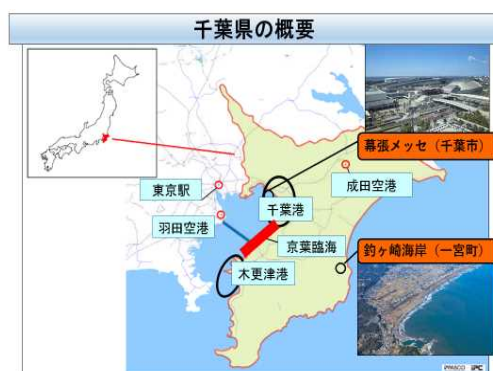 千葉県の概要
幕張メッセ（千葉市）
東京駅
成田空港
千葉港
羽田空港
京葉臨海
釣ヶ崎海岸（一宮町）
木更津港